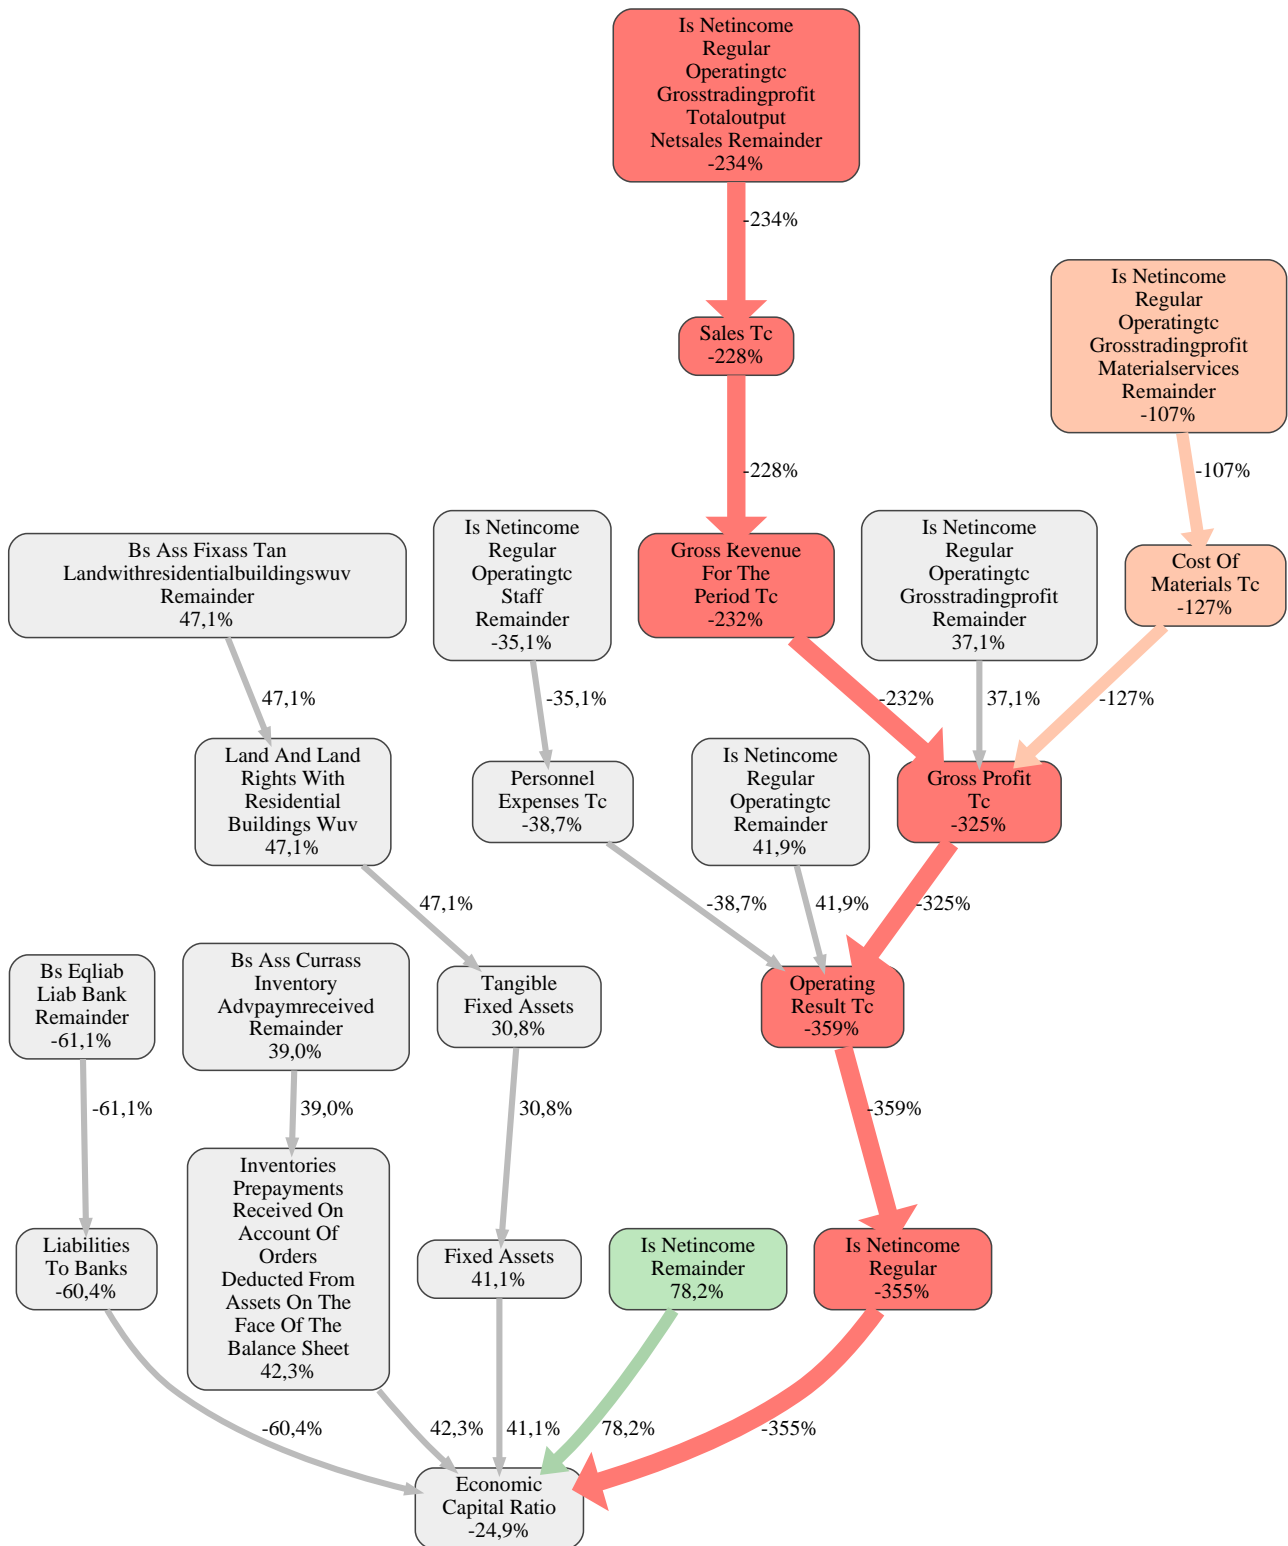 Is Netincome
Regular
Operatingtc
Grosstradingprofit
Totaloutput
Netsales Remainder
-234%
-234%
Is Netincome
Regular
Operatingtc
Grosstradingprofit
Materialservices
Remainder
-107%
Sales Tc
-228%
-228%
-107%
Bs Ass Fixass Tan
Landwithresidentialbuildingswuv
Remainder
47,1%
Is Netincome
Regular
Operatingtc
Staff
Remainder
-35,1%
Gross Revenue
For The
Period Tc
-232%
Is Netincome
Regular
Operatingtc
Grosstradingprofit
Remainder
37,1%
Cost Of
Materials Tc
-127%
47,1%
-35,1%
-232%
37,1%
-127%
Land And Land
Rights With
Residential
Buildings Wuv
47,1%
Personnel
Expenses Tc
-38,7%
Is Netincome
Regular
Operatingtc
Remainder
41,9%
Gross Profit
Tc
-325%
47,1%
-38,7%
41,9%
-325%
Bs Eqliab
Liab Bank
Remainder
-61,1%
Bs Ass Currass
Inventory
Advpaymreceived
Remainder
39,0%
Tangible
Fixed Assets
30,8%
Operating
Result Tc
-359%
-61,1%
39,0%
30,8%
-359%
Liabilities
To Banks
-60,4%
Inventories
Prepayments
Received On
Account Of
Orders
Deducted From
Assets On The
Face Of The
Balance Sheet
42,3%
Fixed Assets
41,1%
Is Netincome
Remainder
78,2%
Is Netincome
Regular
-355%
-60,4%
42,3%
41,1%
78,2%
-355%
Economic
Capital Ratio
-24,9%